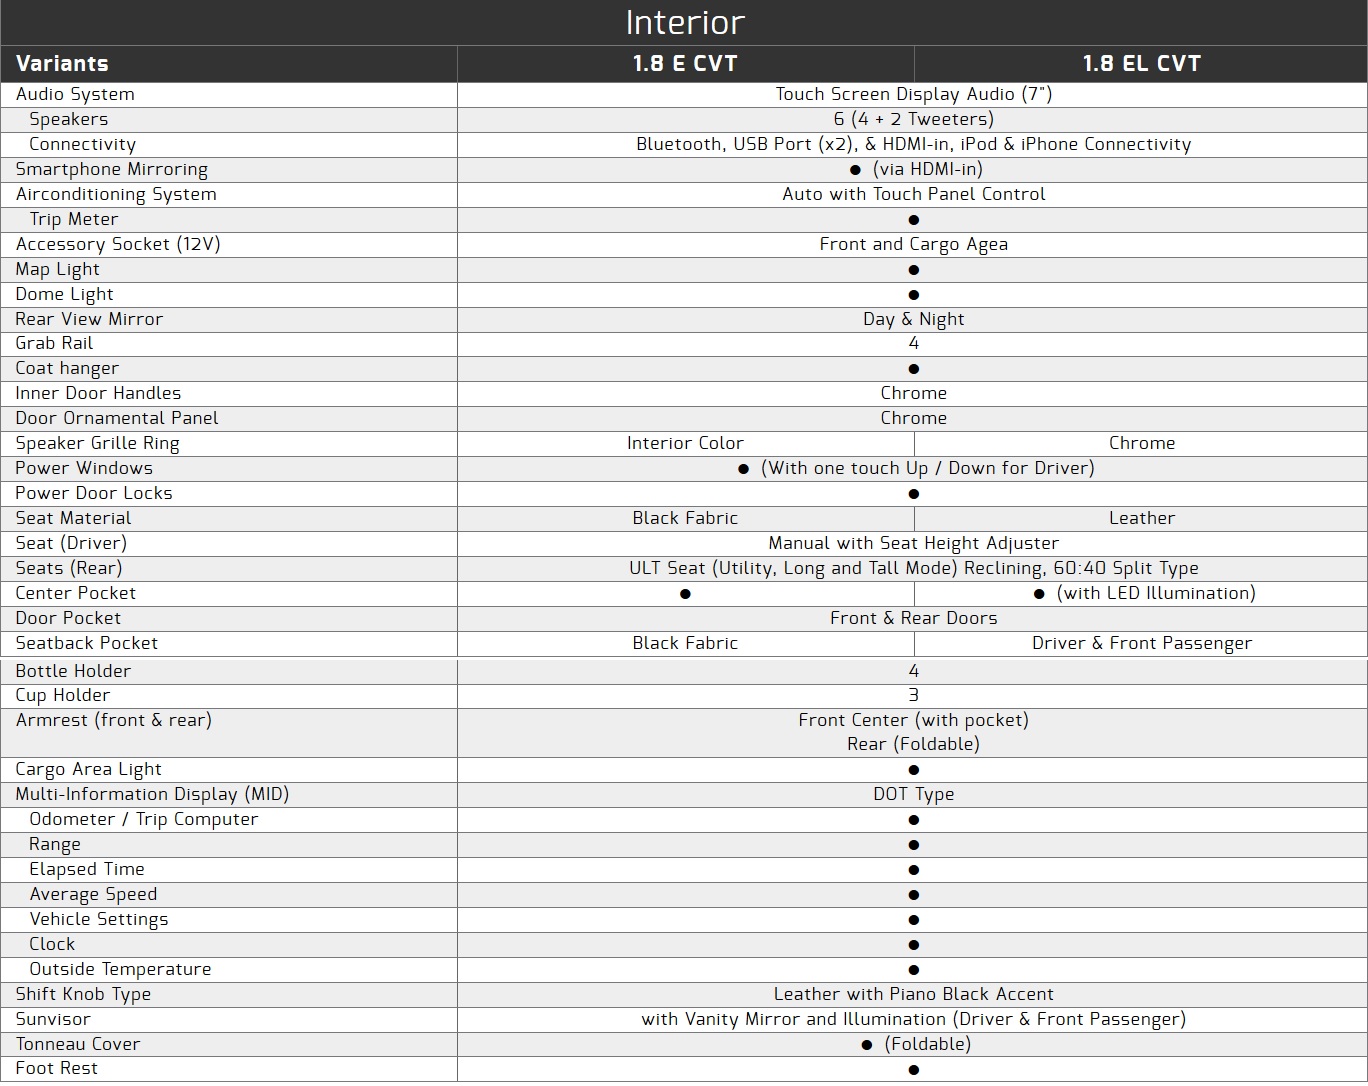 Interior
Variants 1.8 E CVT 1.8 EL CVT
Audio System Touch Screen Display Audio (7")
Speakers 6 (4 + 2 Tweeters)
Connectivity Bluetooth, USB Port (x2), & HDMI-in, iPod & iPhone Connectivity
Smartphone Mirroring ● (via HDMI-in)
Airconditioning System Auto with Touch Panel Control
Trip Meter ●
Accessory Socket (12V) Front and Cargo Agea
Map Light ●
Dome Light ●
Rear View Mirror Day & Night
Grab Rail 4
Coat hanger ●
Inner Door Handles Chrome
Door Ornamental Panel Chrome
Speaker Grille Ring Interior Color Chrome
Power Windows ● (With one touch Up / Down for Driver)
Power Door Locks ●
Seat Material Black Fabric Leather
Seat (Driver) Manual with Seat Height Adjuster
Seats (Rear) ULT Seat (Utility, Long and Tall Mode) Reclining, 60:40 Split Type
Center Pocket ● ● (with LED Illumination)
Door Pocket Front & Rear Doors
Seatback Pocket Black Fabric Driver & Front Passenger
Bottle Holder 4
Cup Holder 3
Armrest (front & rear) Front Center (with pocket)
Rear (Foldable)
Cargo Area Light ●
Multi-Information Display (MID) DOT Type
Odometer / Trip Computer ●
Range ●
Elapsed Time ●
Average Speed ●
Vehicle Settings ●
Clock ●
Outside Temperature ●
Shift Knob Type Leather with Piano Black Accent
Sunvisor with Vanity Mirror and Illumination (Driver & Front Passenger)
Tonneau Cover ● (Foldable)
Foot Rest ●